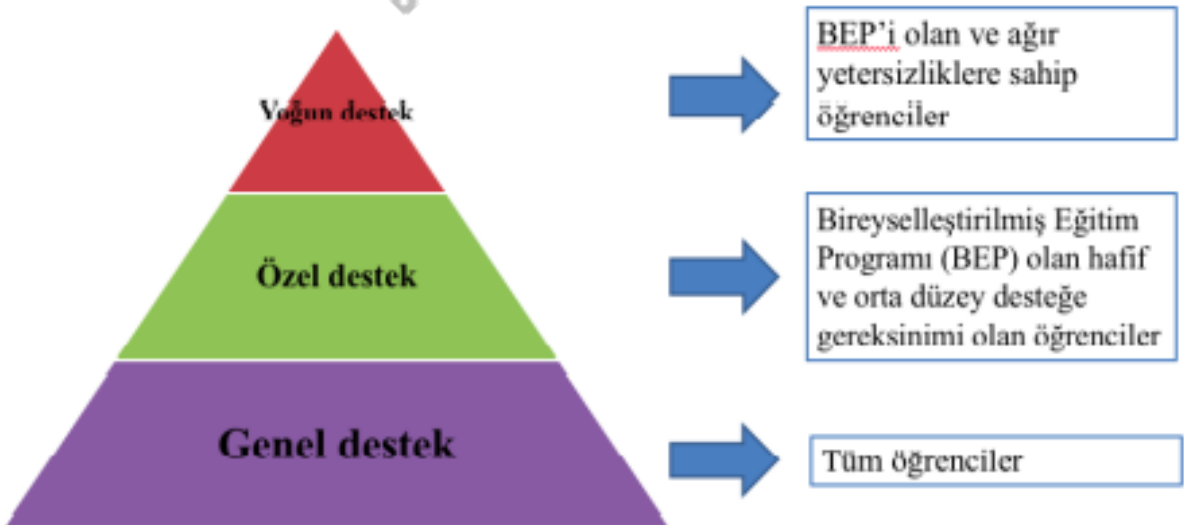 Yoğun destek
BEP'i olan ve ağır
yetersizliklere sahip
öğrenciler
Özel destek
Bireyselleştirilmiş Eğitim
Programı (BEP) olan hafif
ve orta düzey desteğe
gereksinimi olan öğrenciler
Genel destek
Tüm öğrenciler